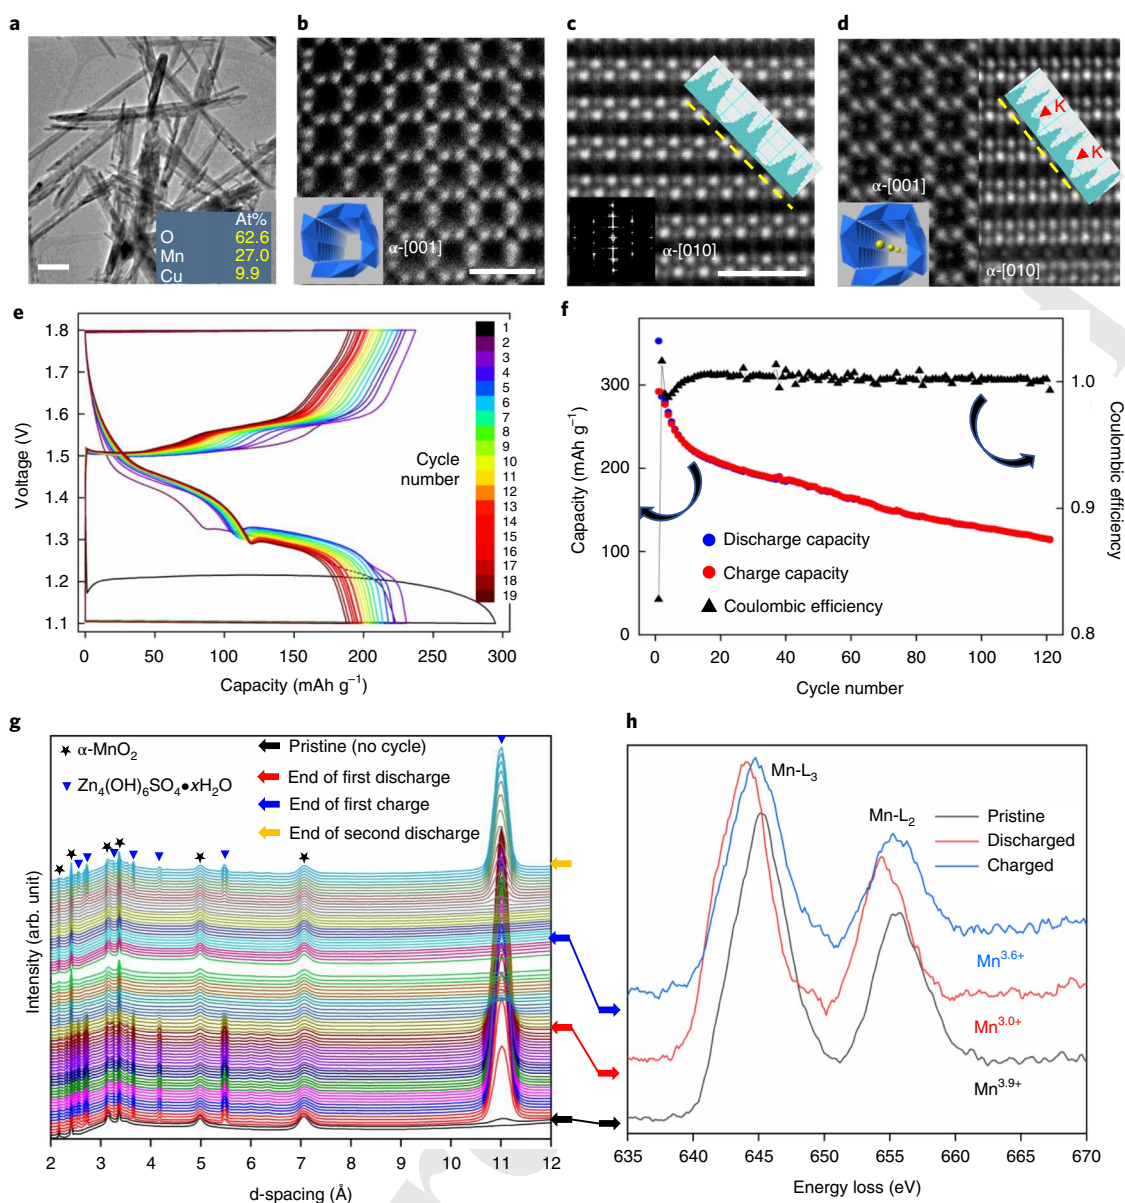 a
b
c
d
At%
O 62.6
Mn 27.0
Cu 9.9
α-[001]
α-[010]
K
K
α-[001]
α-[010]
e
1.8
1.7
1.6
1.5
1.4
1.3
1.2
1.1
Voltage (V)
0 50 100 150 200 250 300
Capacity (mAh g⁻¹)
Cycle
number
1
2
3
4
5
6
7
8
9
10
11
12
13
14
15
16
17
18
19
f
300
200
100
0
Capacity (mAh g⁻¹)
1.0
0.9
0.8
Coulombic efficiency
Discharge capacity
Charge capacity
Coulombic efficiency
0 20 40 60 80 100 120
Cycle number
g
α-MnO₂
Zn₄(OH)₆SO₄•xH₂O
Pristine (no cycle)
End of first discharge
End of first charge
End of second discharge
Intensity (arb. unit)
2 3 4 5 6 7 8 9 10 11 12
d-spacing (Å)
h
Mn-L₃
Mn-L₂
Pristine
Discharged
Charged
Mn³·⁶⁺
Mn³·⁰⁺
Mn³·⁹⁺
635 640 645 650 655 660 665 670
Energy loss (eV)